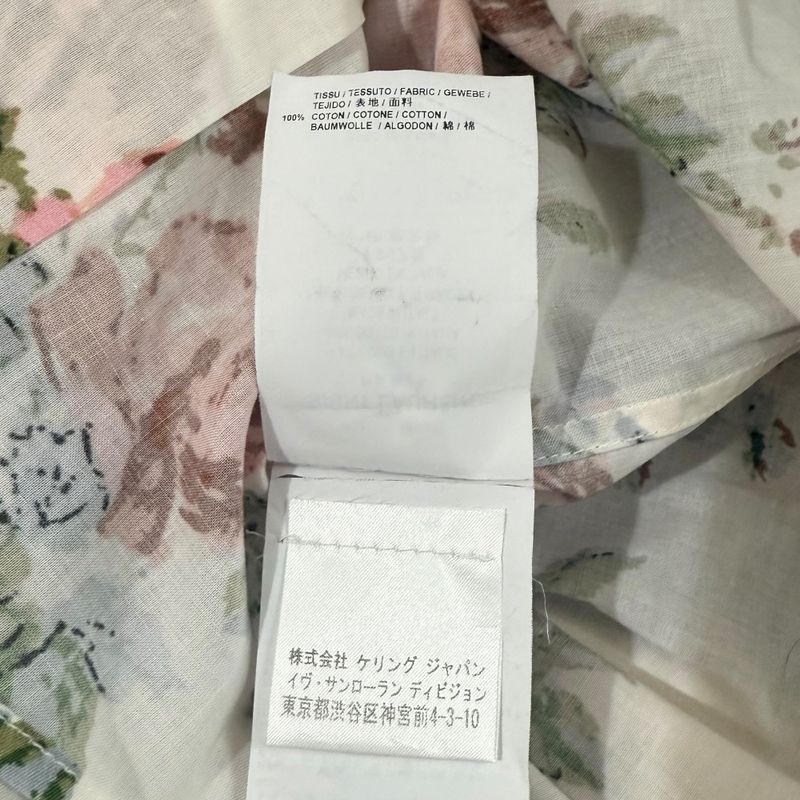 TISSU / TESSUTO / FABRIC / GEWEBE /
TEJIDO / 表地 / 面料
100% COTON / COTONE / COTTON /
BAUMWOLLE / ALGODON / 綿 / 棉
株式会社 ケリング ジャパン
イヴ・サンローラン ディビジョン
東京都渋谷区神宮前4-3-10